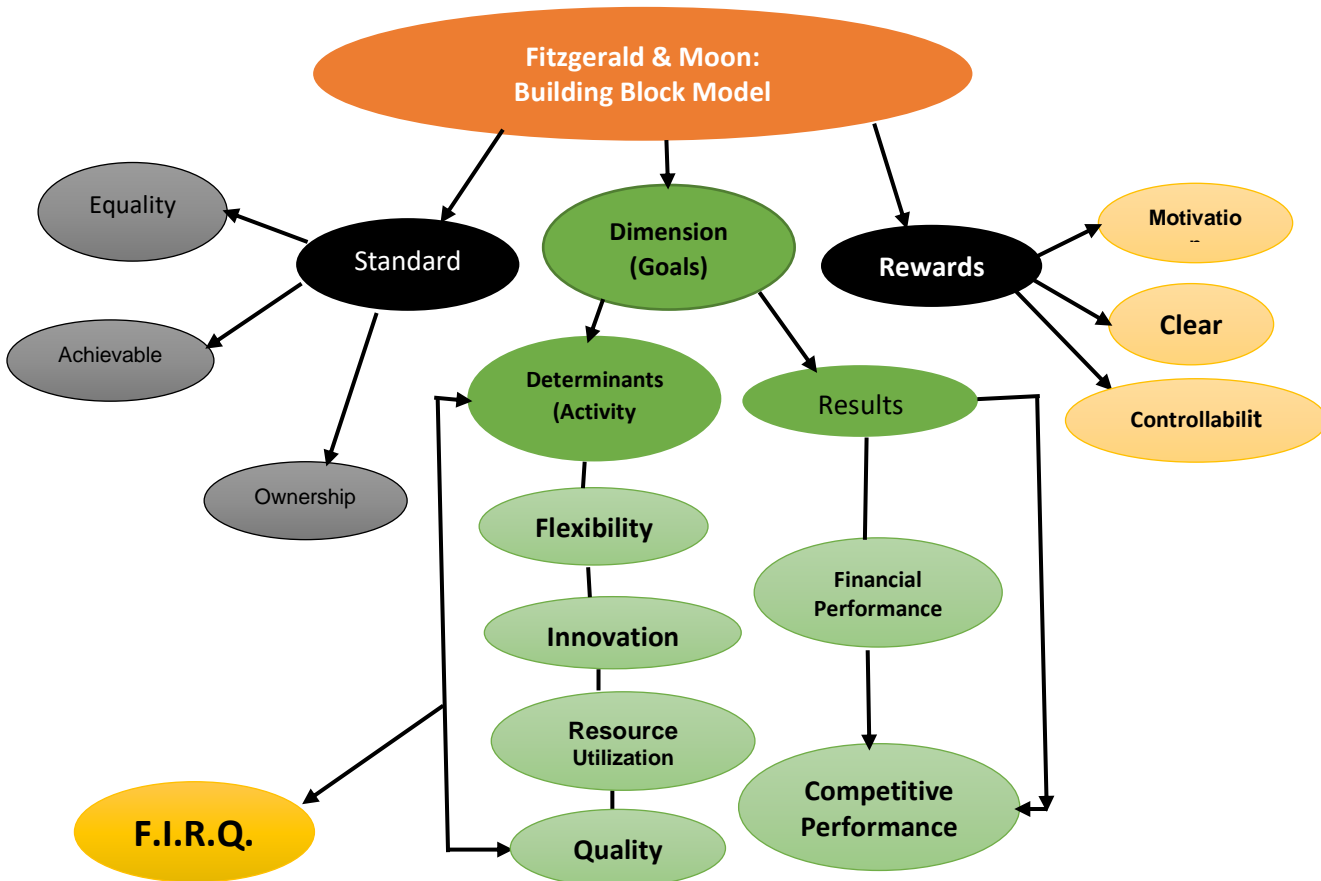 Fitzgerald & Moon:
Building Block Model
Equality
Standard
Dimension
(Goals)
Rewards
Motivatio
Clear
Achievable
Determinants
(Activity
Results
Controllabilit
Ownership
Flexibility
Financial
Performance
Innovation
Resource
Utilization
F.I.R.Q.
Quality
Competitive
Performance